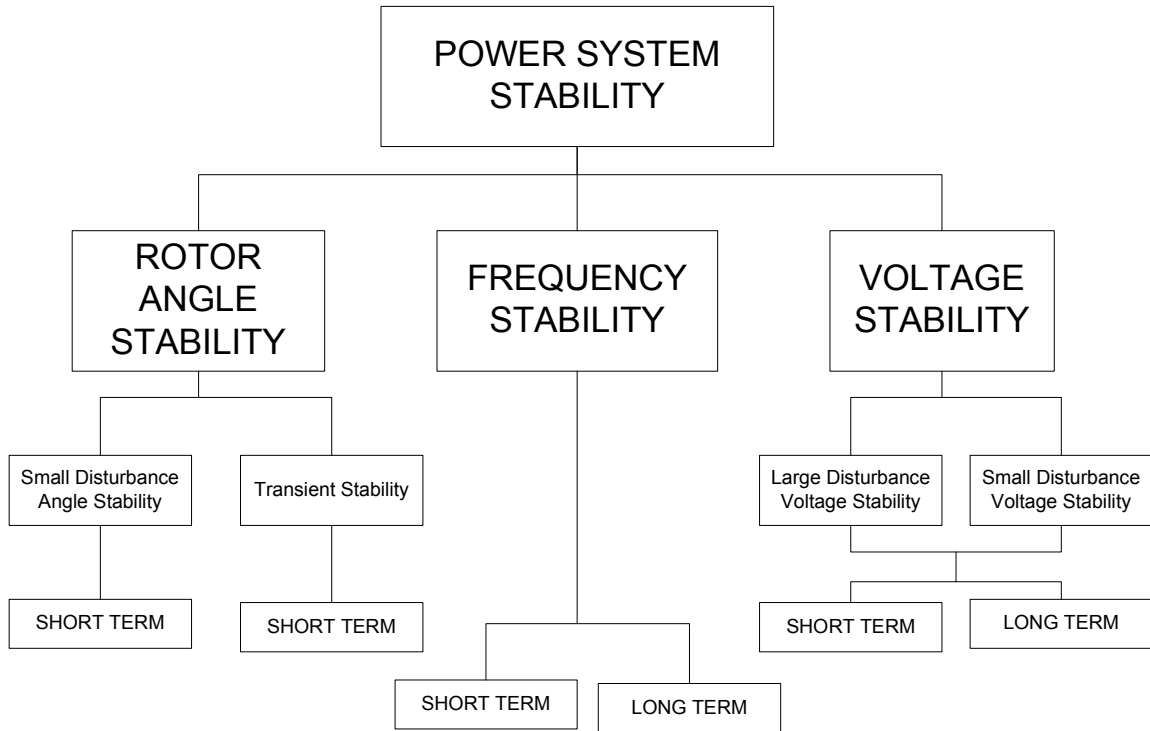 POWER SYSTEM
STABILITY
ROTOR
ANGLE
STABILITY
FREQUENCY
STABILITY
VOLTAGE
STABILITY
Small Disturbance
Angle Stability
Transient Stability
Large Disturbance
Voltage Stability
Small Disturbance
Voltage Stability
SHORT TERM
SHORT TERM
SHORT TERM
LONG TERM
SHORT TERM
LONG TERM